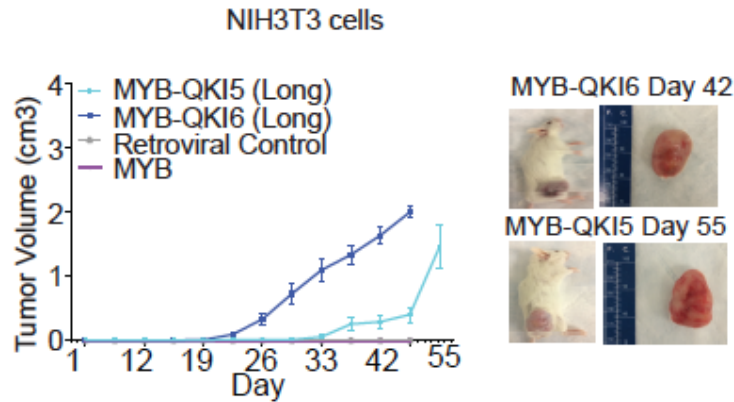 NIH3T3 cells
MYB-QKI5 (Long)
MYB-QKI6 (Long)
Retroviral Control
MYB
Tumor Volume (cm3)
4
3
2
1
0
1 12 19 26 33 42 55
Day
MYB-QKI6 Day 42
MYB-QKI5 Day 55